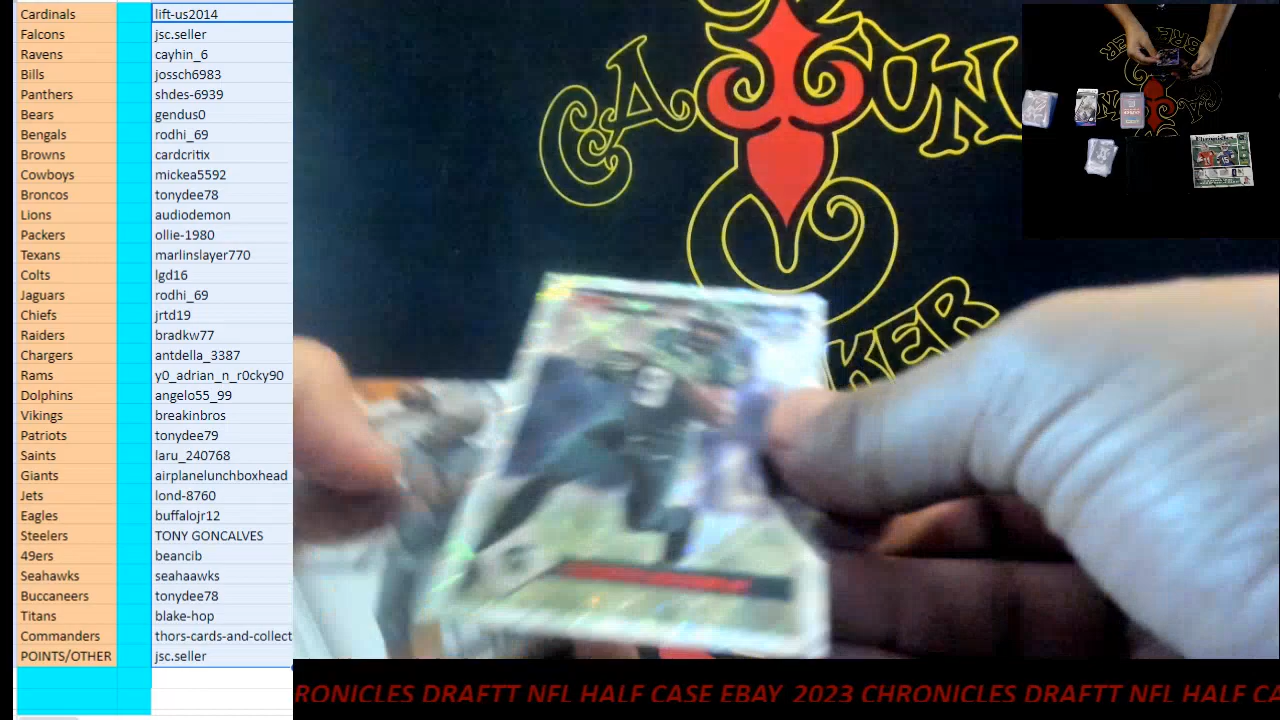 Cardinals lift-us2014
Falcons jsc.seller
Ravens cayhin_6
Bills jossch6983
Panthers shdes-6939
Bears gendus0
Bengals rodhi_69
Browns cardcritix
Cowboys mickea5592
Broncos tonydee78
Lions audiodemon
Packers ollie-1980
Texans marlinslayer770
Colts lgd16
Jaguars rodhi_69
Chiefs jrtd19
Raiders bradkw77
Chargers antdella_3387
Rams y0_adrian_n_r0cky90
Dolphins angelo55_99
Vikings breakinbros
Patriots tonydee79
Saints laru_240768
Giants airplanelunchboxhead
Jets lond-8760
Eagles buffalojr12
Steelers TONY GONCALVES
49ers beancib
Seahawks seahaawks
Buccaneers tonydee78
Titans blake-hop
Commanders thors-cards-and-collect
POINTS/OTHER jsc.seller
CA
UN
KER
Chronicles
RONICLES DRAFTT NFL HALF CASE EBAY 2023 CHRONICLES DRAFTT NFL HALF CA